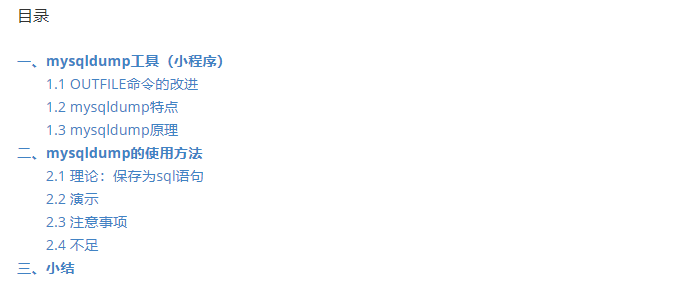 目录
一、mysqldump工具（小程序）
1.1 OUTFILE命令的改进
1.2 mysqldump特点
1.3 mysqldump原理
二、mysqldump的使用方法
2.1 理论：保存为sql语句
2.2 演示
2.3 注意事项
2.4 不足
三、小结